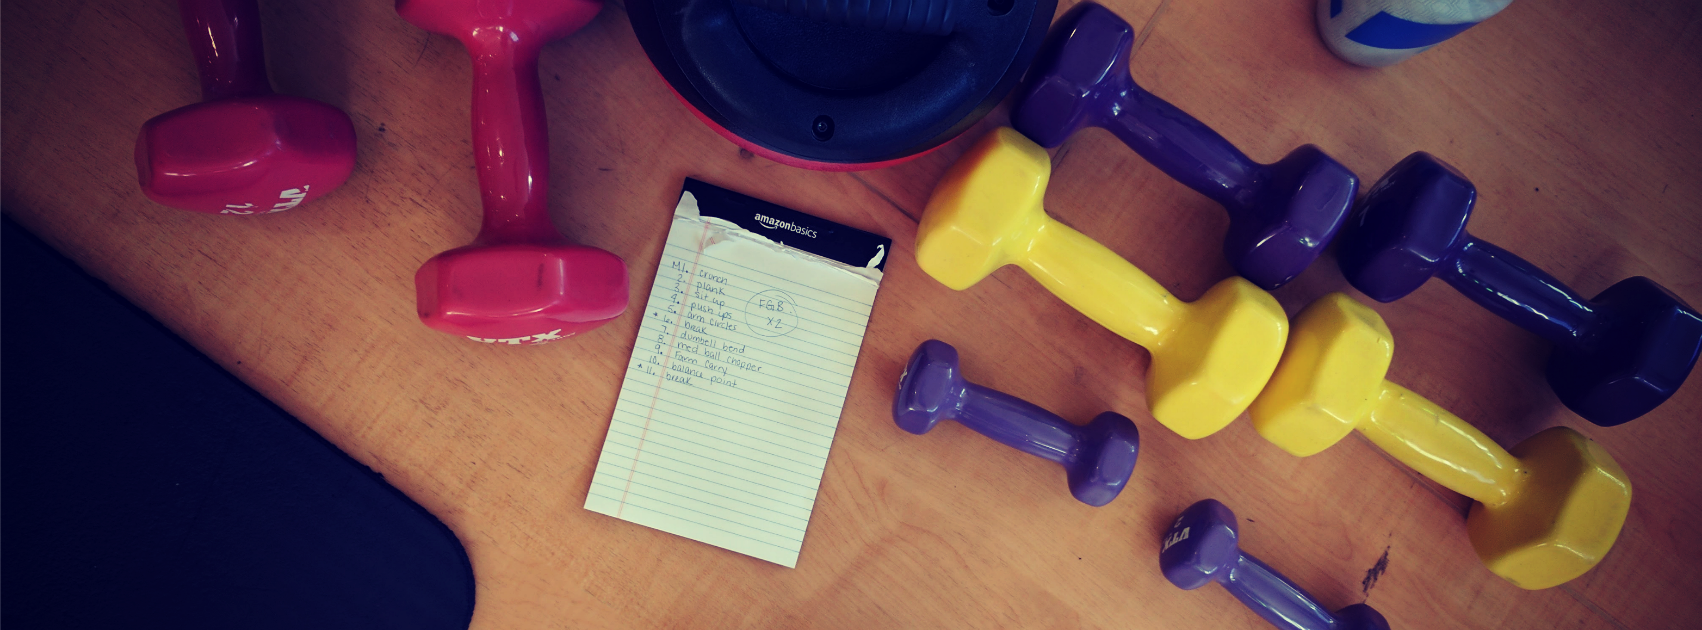 12
VTX
amazonbasics
M1. crunch
2. plank
3. sit up
4. push ups
5. arm circles
* 6. break
7. dumbell bend
8. med ball chopper
9. Farm carry
10. balance point
* 11. break
FGB
X2
VTX